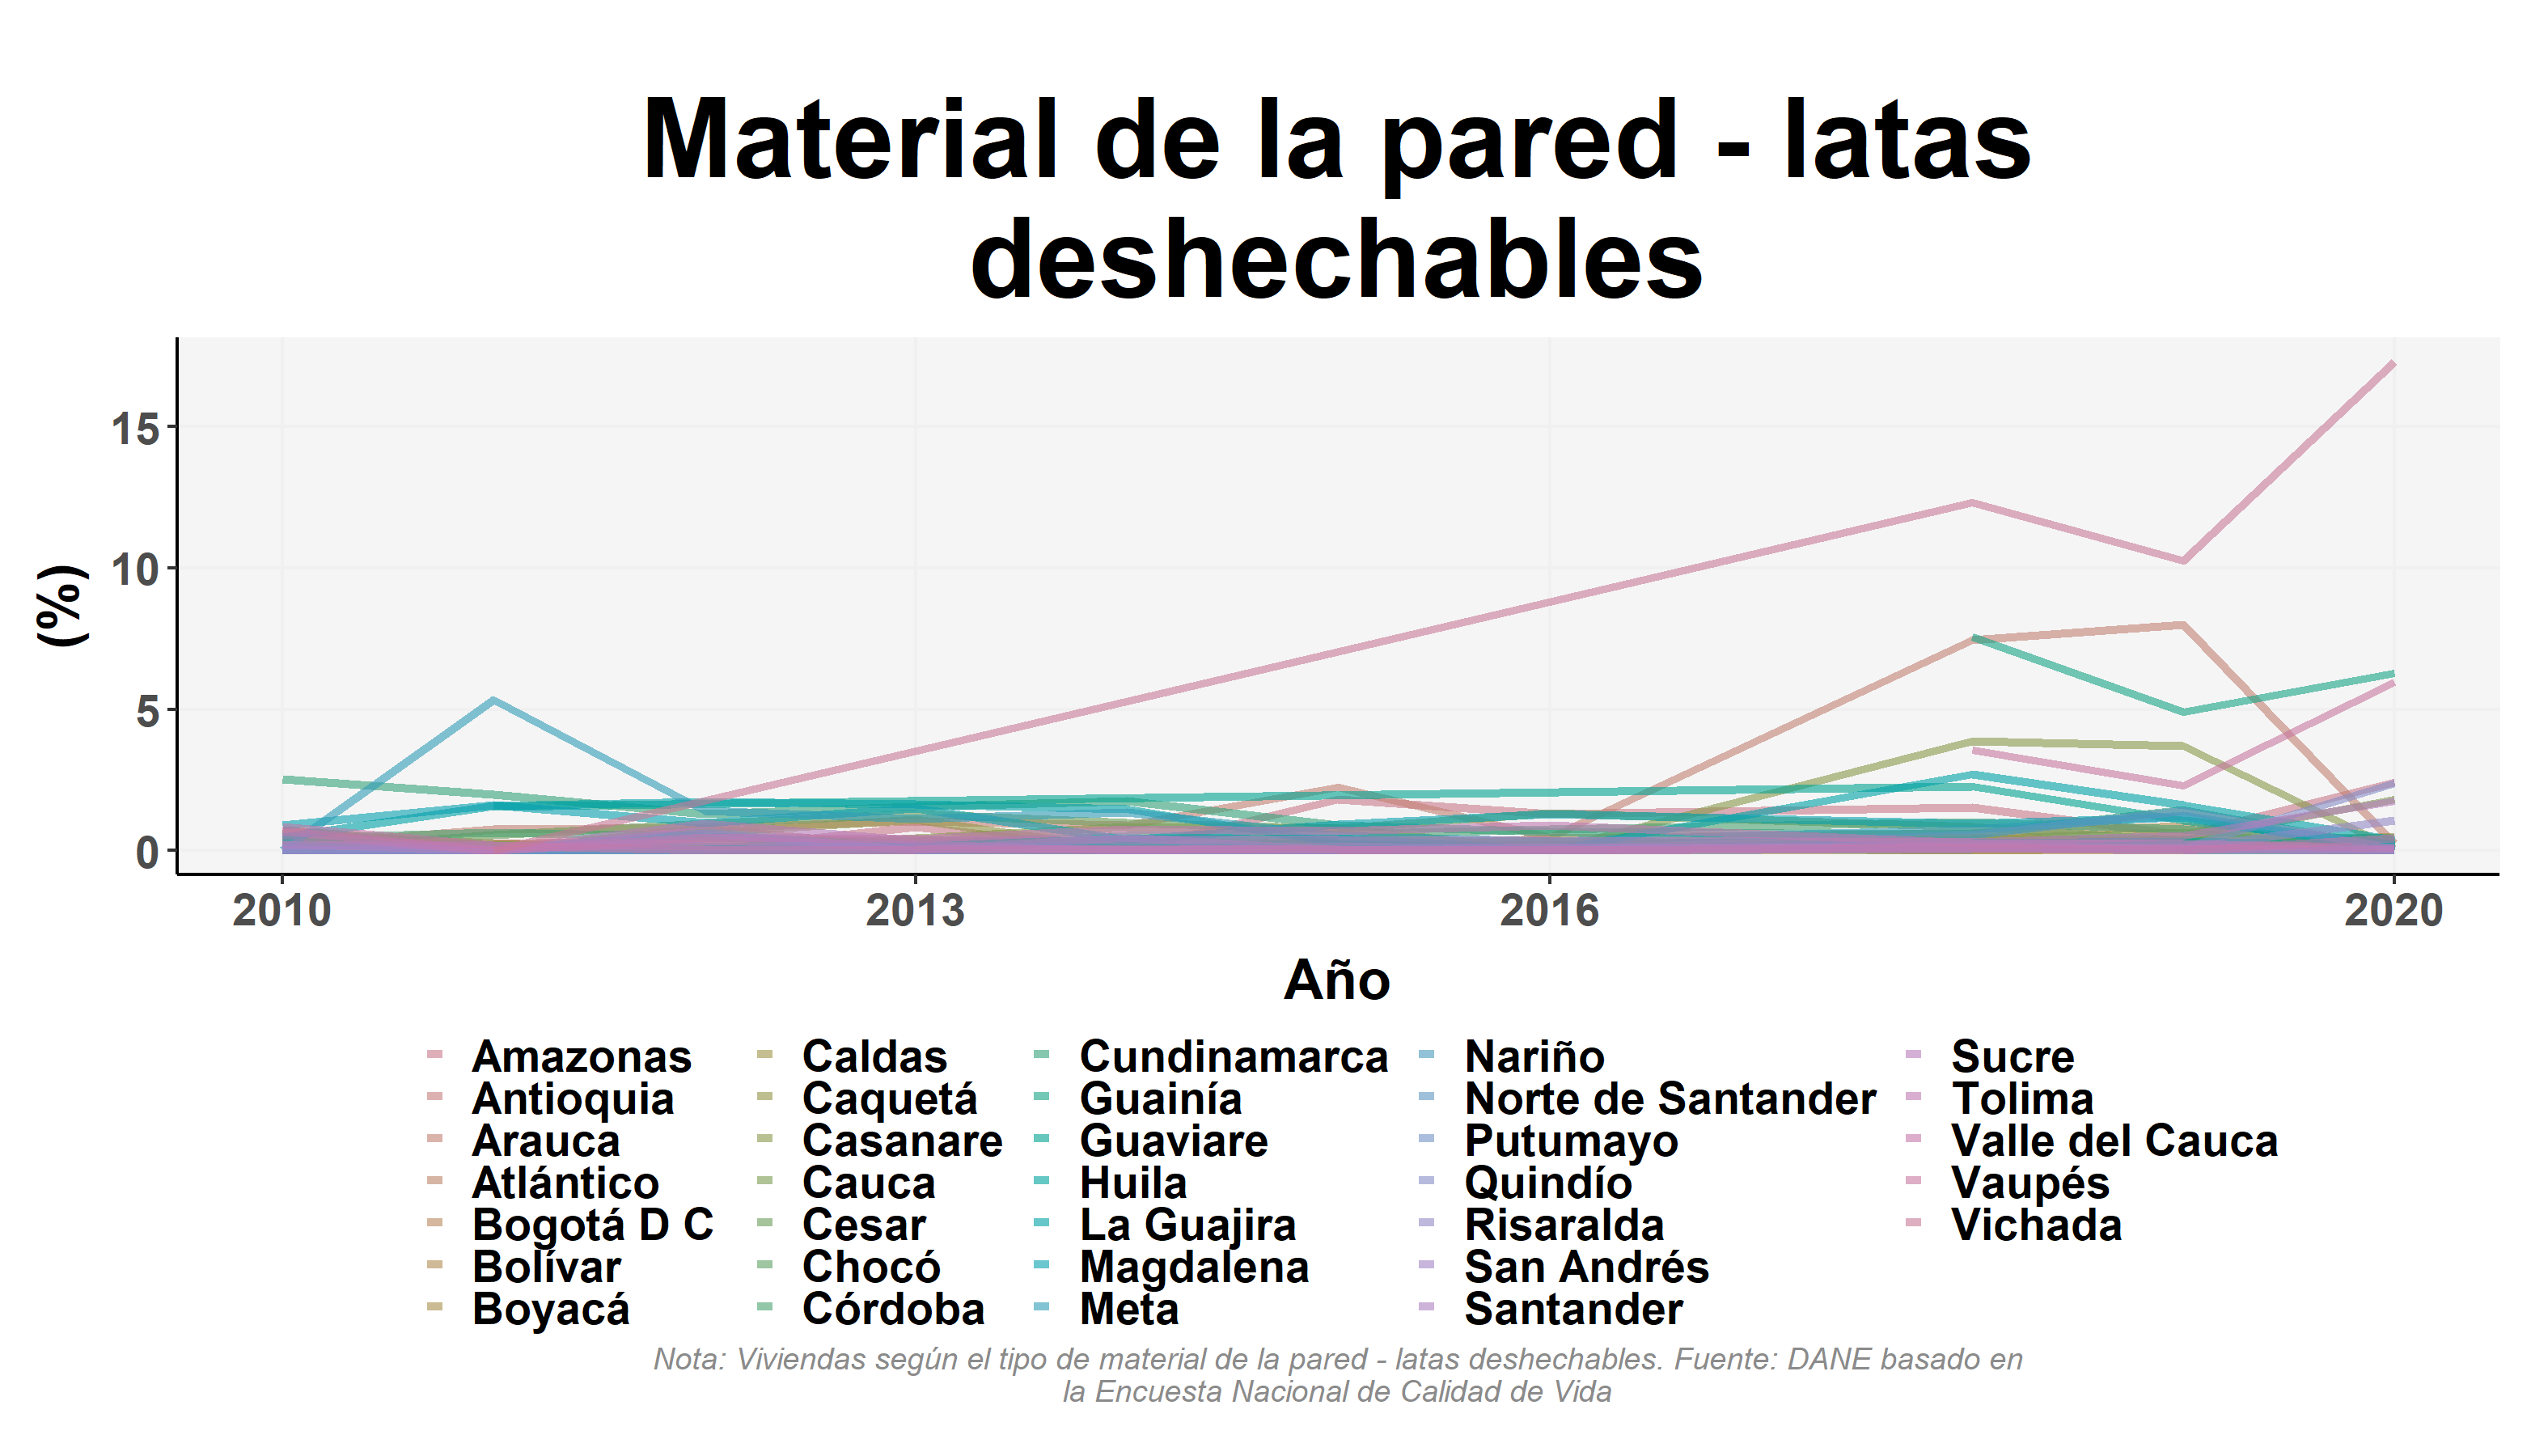 Material de la pared - latas
deshechables
15
10
5
0
(%)
2010 2013 2016 2020
Año
Amazonas Caldas Cundinamarca Nariño Sucre
Antioquia Caquetá Guainía Norte de Santander Tolima
Arauca Casanare Guaviare Putumayo Valle del Cauca
Atlántico Cauca Huila Quindío Vaupés
Bogotá D C Cesar La Guajira Risaralda Vichada
Bolívar Chocó Magdalena San Andrés
Boyacá Córdoba Meta Santander
Nota: Viviendas según el tipo de material de la pared - latas deshechables. Fuente: DANE basado en
la Encuesta Nacional de Calidad de Vida